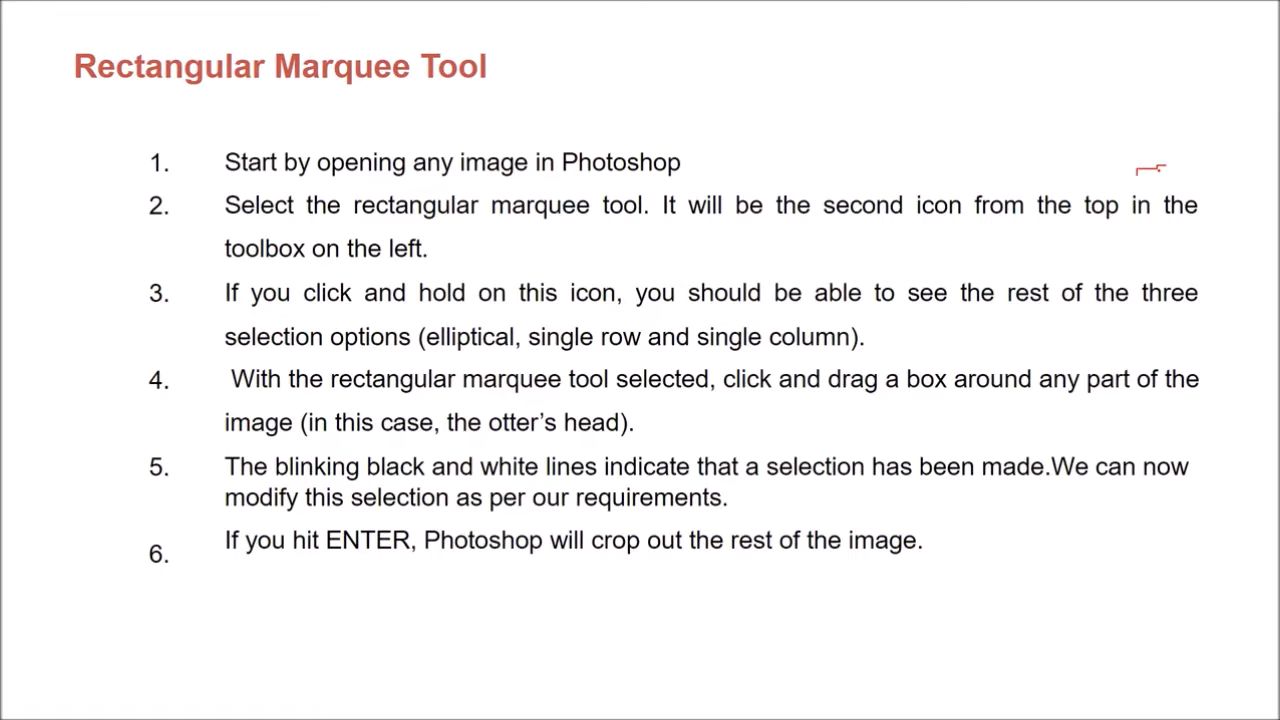 Rectangular Marquee Tool
1. Start by opening any image in Photoshop
2. Select the rectangular marquee tool. It will be the second icon from the top in the
toolbox on the left.
3. If you click and hold on this icon, you should be able to see the rest of the three
selection options (elliptical, single row and single column).
4. With the rectangular marquee tool selected, click and drag a box around any part of the
image (in this case, the otter’s head).
5. The blinking black and white lines indicate that a selection has been made.We can now
modify this selection as per our requirements.
6. If you hit ENTER, Photoshop will crop out the rest of the image.